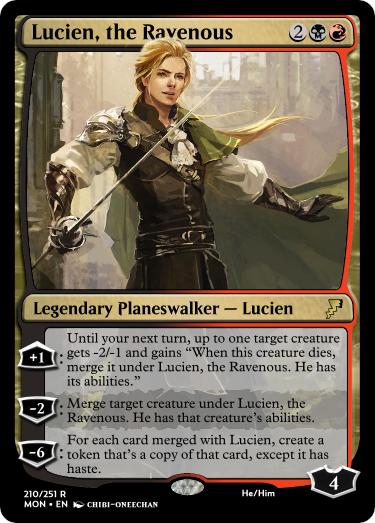 Lucien, the Ravenous 2
Legendary Planeswalker — Lucien
+1: Until your next turn, up to one target creature
gets -2/-1 and gains “When this creature dies,
merge it under Lucien, the Ravenous. He has
its abilities.”
-2: Merge target creature under Lucien, the
Ravenous. He has that creature's abilities.
-6: For each card merged with Lucien, create a
token that's a copy of that card, except it has
haste.
4
210/251 R He/Him
MON • EN CHIBI-ONEECHAN